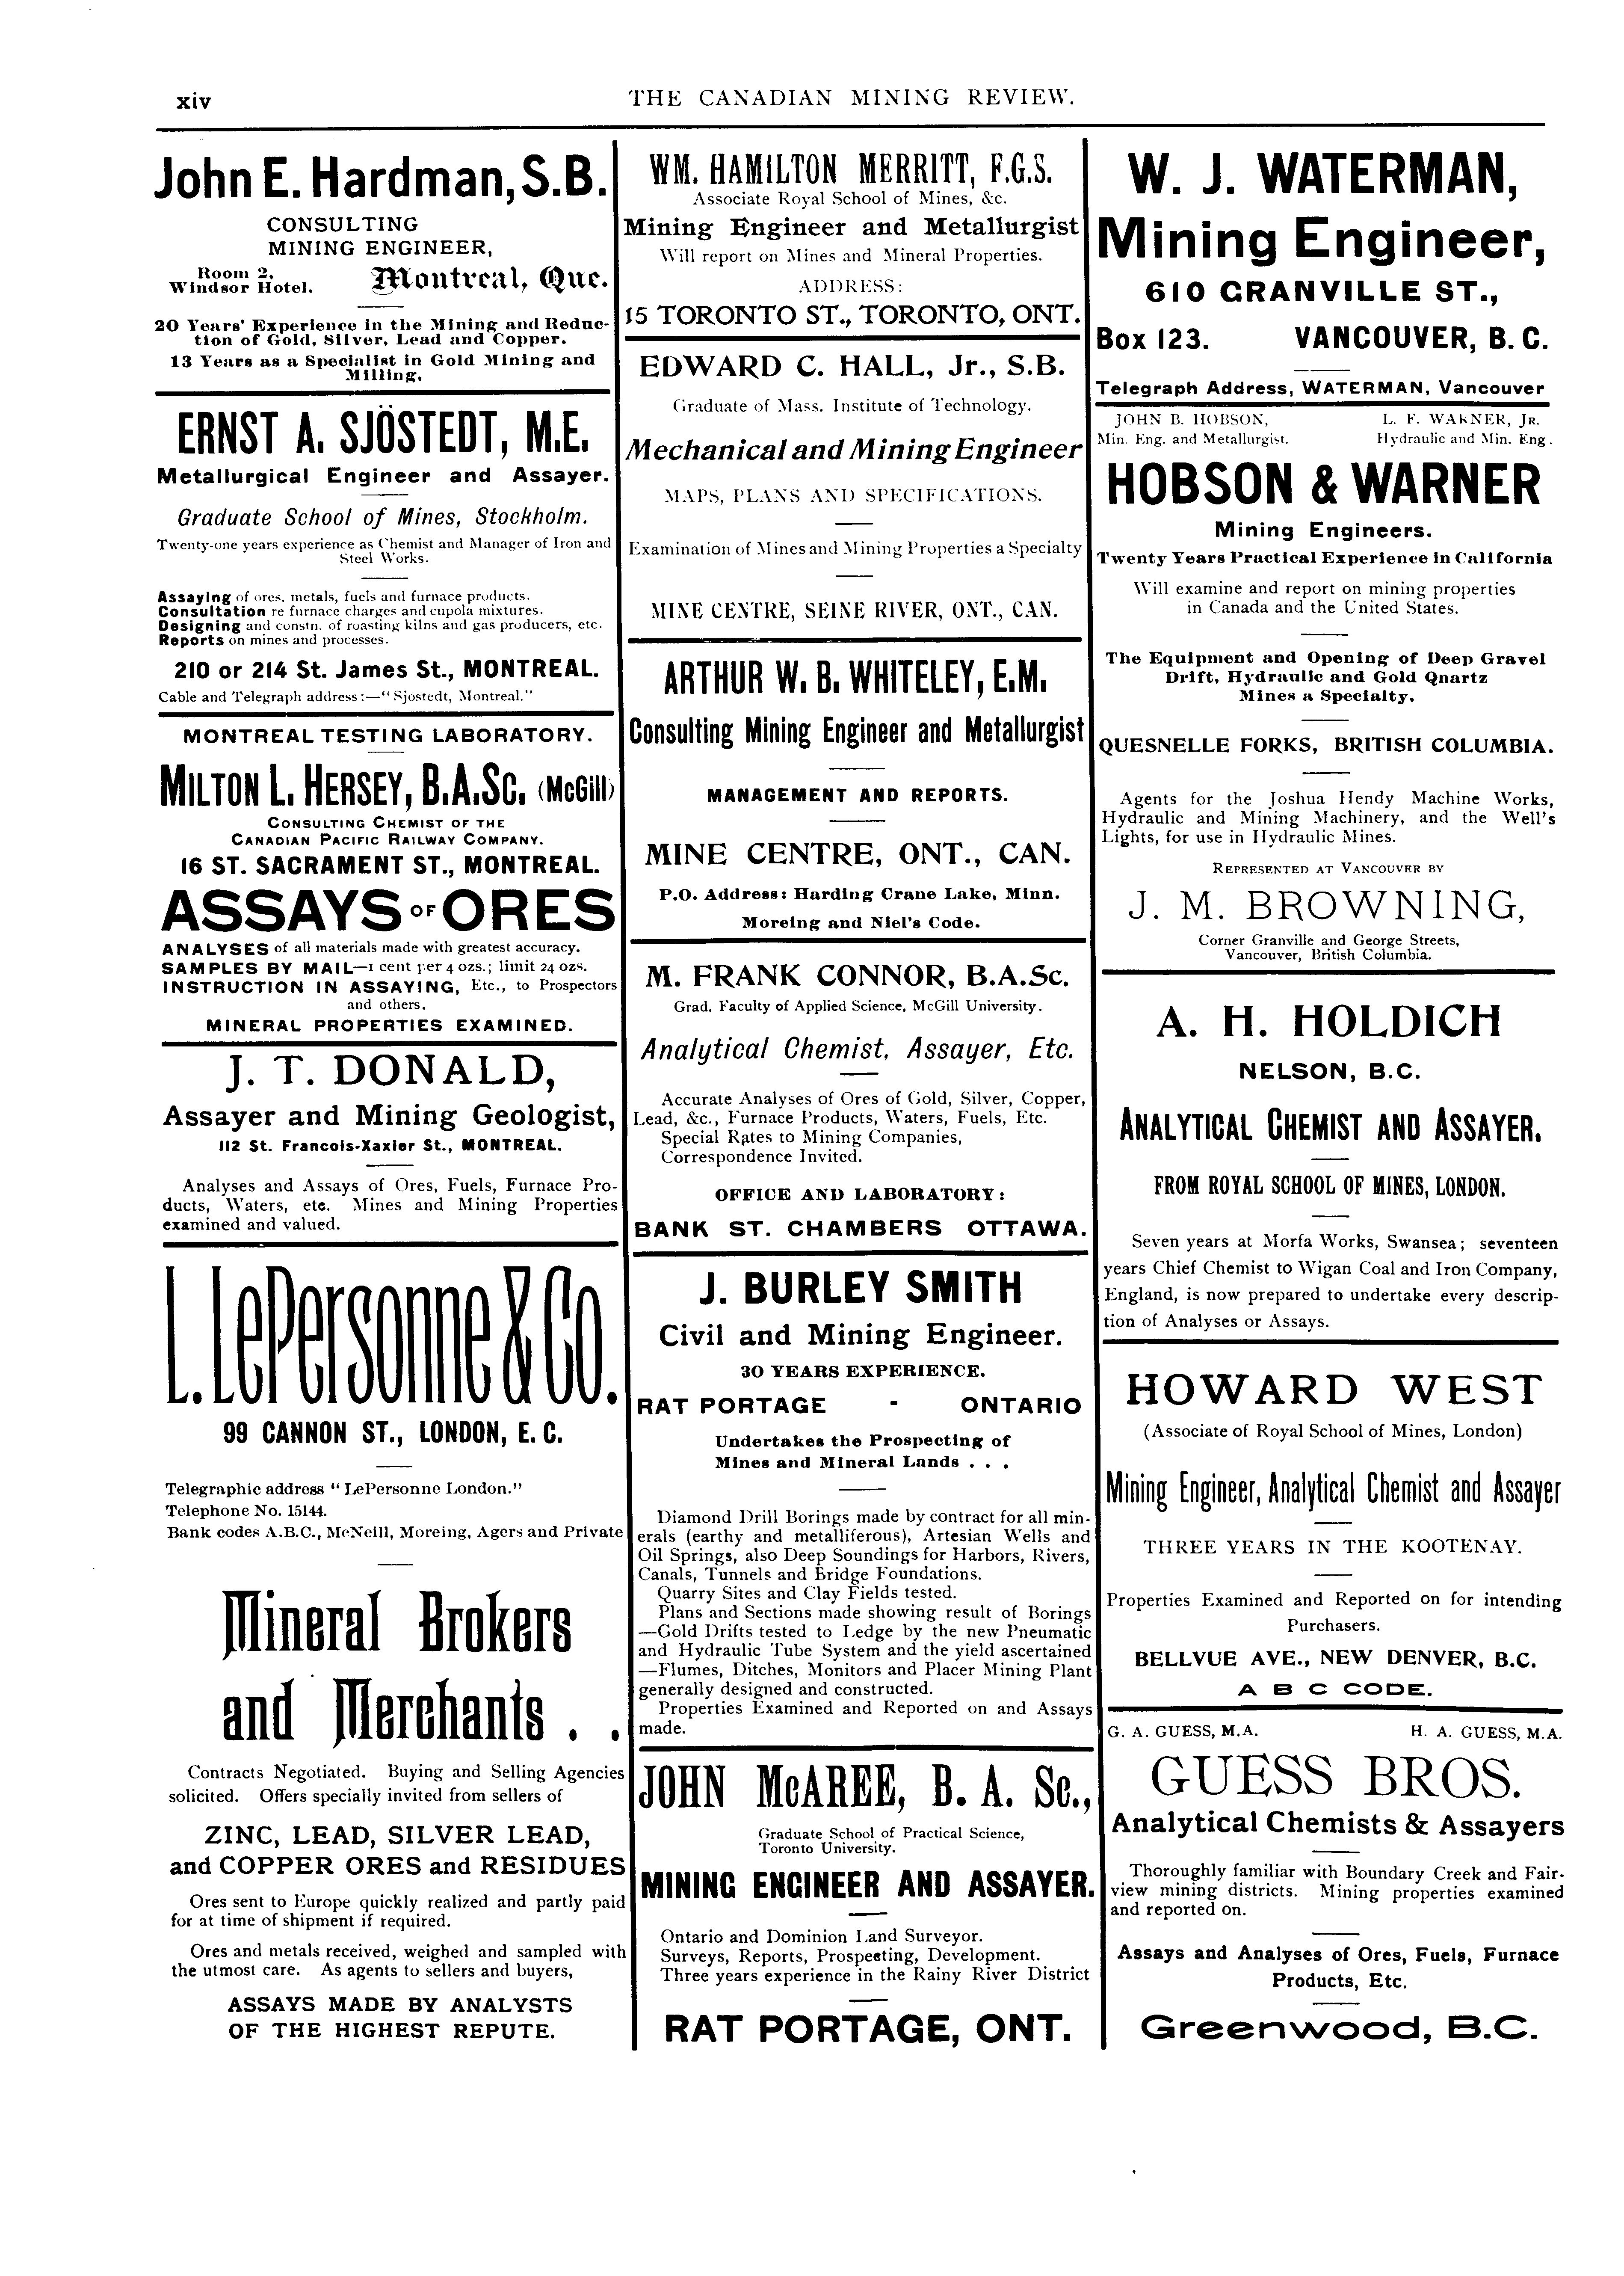 xiv
THE CANADIAN MINING REVIEW.
John E. Hardman, S.B.
CONSULTING
MINING ENGINEER,
Room 2,
Windsor Hotel.
Montreal, Que.
20 Years' Experience in the Mining and Reduc-
tion of Gold, Silver, Lead and Copper.
13 Years as a Specialist in Gold Mining and
Milling.
ERNST A. SJÖSTEDT, M.E.
Metallurgical Engineer and Assayer.
Graduate School of Mines, Stockholm.
Twenty-one years experience as Chemist and Manager of Iron and
Steel Works.
Assaying of ores, metals, fuels and furnace products.
Consultation re furnace charges and cupola mixtures.
Designing and constn. of roasting kilns and gas producers, etc.
Reports on mines and processes.
210 or 214 St. James St., MONTREAL.
Cable and Telegraph address:—"Sjostedt, Montreal."
MONTREAL TESTING LABORATORY.
MILTON L. HERSEY, B.A.SC. (McGill)
CONSULTING CHEMIST OF THE
CANADIAN PACIFIC RAILWAY COMPANY.
16 ST. SACRAMENT ST., MONTREAL.
ASSAYS OF ORES
ANALYSES of all materials made with greatest accuracy.
SAMPLES BY MAIL—1 cent per 4 ozs.; limit 24 ozs.
INSTRUCTION IN ASSAYING, Etc., to Prospectors
and others.
MINERAL PROPERTIES EXAMINED.
J. T. DONALD,
Assayer and Mining Geologist,
112 St. Francois-Xaxier St., MONTREAL.
Analyses and Assays of Ores, Fuels, Furnace Pro-
ducts, Waters, etc. Mines and Mining Properties
examined and valued.
L. LePersonne & Co.
99 CANNON ST., LONDON, E. C.
Telegraphic address "LePersonne London."
Telephone No. 15144.
Bank codes A.B.C., McNeill, Moreing, Agers and Private
Mineral Brokers
and Merchants . .
Contracts Negotiated. Buying and Selling Agencies
solicited. Offers specially invited from sellers of
ZINC, LEAD, SILVER LEAD,
and COPPER ORES and RESIDUES
Ores sent to Europe quickly realized and partly paid
for at time of shipment if required.
Ores and metals received, weighed and sampled with
the utmost care. As agents to sellers and buyers,
ASSAYS MADE BY ANALYSTS
OF THE HIGHEST REPUTE.
WM. HAMILTON MERRITT, F.G.S.
Associate Royal School of Mines, &c.
Mining Engineer and Metallurgist
Will report on Mines and Mineral Properties.
ADDRESS:
15 TORONTO ST., TORONTO, ONT.
EDWARD C. HALL, Jr., S.B.
Graduate of Mass. Institute of Technology.
Mechanical and Mining Engineer
MAPS, PLANS AND SPECIFICATIONS.
Examination of Mines and Mining Properties a Specialty
MINE CENTRE, SEINE RIVER, ONT., CAN.
ARTHUR W. B. WHITELEY, E.M.
Consulting Mining Engineer and Metallurgist
MANAGEMENT AND REPORTS.
MINE CENTRE, ONT., CAN.
P.O. Address: Harding Crane Lake, Minn.
Moreing and Niel's Code.
M. FRANK CONNOR, B.A.Sc.
Grad. Faculty of Applied Science, McGill University.
Analytical Chemist, Assayer, Etc.
Accurate Analyses of Ores of Gold, Silver, Copper,
Lead, &c., Furnace Products, Waters, Fuels, Etc.
Special Rates to Mining Companies,
Correspondence Invited.
OFFICE AND LABORATORY:
BANK ST. CHAMBERS OTTAWA.
J. BURLEY SMITH
Civil and Mining Engineer.
30 YEARS EXPERIENCE.
RAT PORTAGE - ONTARIO
Undertakes the Prospecting of
Mines and Mineral Lands . . .
Diamond Drill Borings made by contract for all min-
erals (earthy and metalliferous), Artesian Wells and
Oil Springs, also Deep Soundings for Harbors, Rivers,
Canals, Tunnels and Bridge Foundations.
Quarry Sites and Clay Fields tested.
Plans and Sections made showing result of Borings
—Gold Drifts tested to Ledge by the new Pneumatic
and Hydraulic Tube System and the yield ascertained
—Flumes, Ditches, Monitors and Placer Mining Plant
generally designed and constructed.
Properties Examined and Reported on and Assays
made.
JOHN McAREE, B. A. Sc.,
Graduate School of Practical Science,
Toronto University.
MINING ENGINEER AND ASSAYER.
Ontario and Dominion Land Surveyor.
Surveys, Reports, Prospecting, Development.
Three years experience in the Rainy River District
RAT PORTAGE, ONT.
W. J. WATERMAN,
Mining Engineer,
610 GRANVILLE ST.,
Box 123. VANCOUVER, B. C.
Telegraph Address, WATERMAN, Vancouver
JOHN B. HOBSON, L. F. WARNER, JR.
Min. Eng. and Metallurgist. Hydraulic and Min. Eng.
HOBSON & WARNER
Mining Engineers.
Twenty Years Practical Experience in California
Will examine and report on mining properties
in Canada and the United States.
The Equipment and Opening of Deep Gravel
Drift, Hydraulic and Gold Qnartz
Mines a Specialty.
QUESNELLE FORKS, BRITISH COLUMBIA.
Agents for the Joshua Hendy Machine Works,
Hydraulic and Mining Machinery, and the Well's
Lights, for use in Hydraulic Mines.
REPRESENTED AT VANCOUVER BY
J. M. BROWNING,
Corner Granville and George Streets,
Vancouver, British Columbia.
A. H. HOLDICH
NELSON, B.C.
ANALYTICAL CHEMIST AND ASSAYER.
FROM ROYAL SCHOOL OF MINES, LONDON.
Seven years at Morfa Works, Swansea; seventeen
years Chief Chemist to Wigan Coal and Iron Company,
England, is now prepared to undertake every descrip-
tion of Analyses or Assays.
HOWARD WEST
(Associate of Royal School of Mines, London)
Mining Engineer, Analytical Chemist and Assayer
THREE YEARS IN THE KOOTENAY.
Properties Examined and Reported on for intending
Purchasers.
BELLVUE AVE., NEW DENVER, B.C.
A B C CODE.
G. A. GUESS, M.A. H. A. GUESS, M.A.
GUESS BROS.
Analytical Chemists & Assayers
Thoroughly familiar with Boundary Creek and Fair-
view mining districts. Mining properties examined
and reported on.
Assays and Analyses of Ores, Fuels, Furnace
Products, Etc.
Greenwood, B.C.